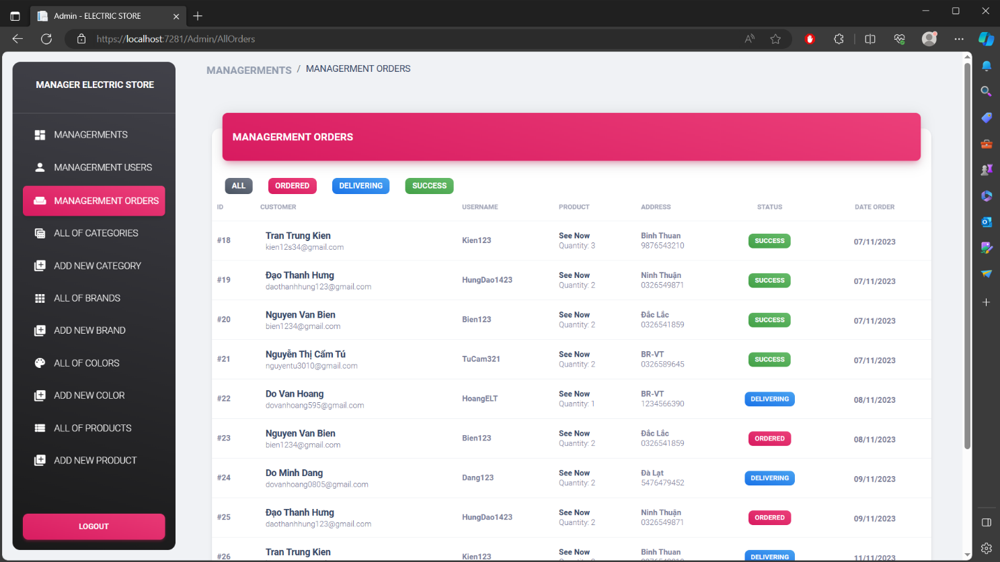 Admin - ELECTRIC STORE
https://localhost:7281/Admin/AllOrders
MANAGER ELECTRIC STORE
MANAGERMENTS
MANAGERMENT USERS
MANAGERMENT ORDERS
ALL OF CATEGORIES
ADD NEW CATEGORY
ALL OF BRANDS
ADD NEW BRAND
ALL OF COLORS
ADD NEW COLOR
ALL OF PRODUCTS
ADD NEW PRODUCT
LOGOUT
MANAGERMENTS / MANAGERMENT ORDERS
MANAGERMENT ORDERS
ALL ORDERED DELIVERING SUCCESS
ID CUSTOMER USERNAME PRODUCT ADDRESS STATUS DATE ORDER
#18 Tran Trung Kien Kien123 See Now Binh Thuan SUCCESS 07/11/2023
kien12s34@gmail.com Quantity: 3 9876543210
#19 Đạo Thanh Hưng HungDao1423 See Now Ninh Thuận SUCCESS 07/11/2023
daothanhhung123@gmail.com Quantity: 2 0326549871
#20 Nguyen Van Bien Bien123 See Now Đắc Lắc SUCCESS 07/11/2023
bien1234@gmail.com Quantity: 2 0326541859
#21 Nguyễn Thị Cẩm Tú TuCam321 See Now BR-VT SUCCESS 07/11/2023
nguyentu3010@gmail.com Quantity: 2 0326589645
#22 Do Van Hoang HoangELT See Now BR-VT DELIVERING 08/11/2023
dovanhoang595@gmail.com Quantity: 1 1234566390
#23 Nguyen Van Bien Bien123 See Now Đắc Lắc ORDERED 08/11/2023
bien1234@gmail.com Quantity: 2 0326541859
#24 Do Minh Dang Dang123 See Now Đà Lạt DELIVERING 09/11/2023
dovanhoang0805@gmail.com Quantity: 2 5476479452
#25 Đạo Thanh Hưng HungDao1423 See Now Ninh Thuận ORDERED 09/11/2023
daothanhhung123@gmail.com Quantity: 2 0326549871
#26 Tran Trung Kien Kien123 See Now Binh Thuan DELIVERING 11/11/2023